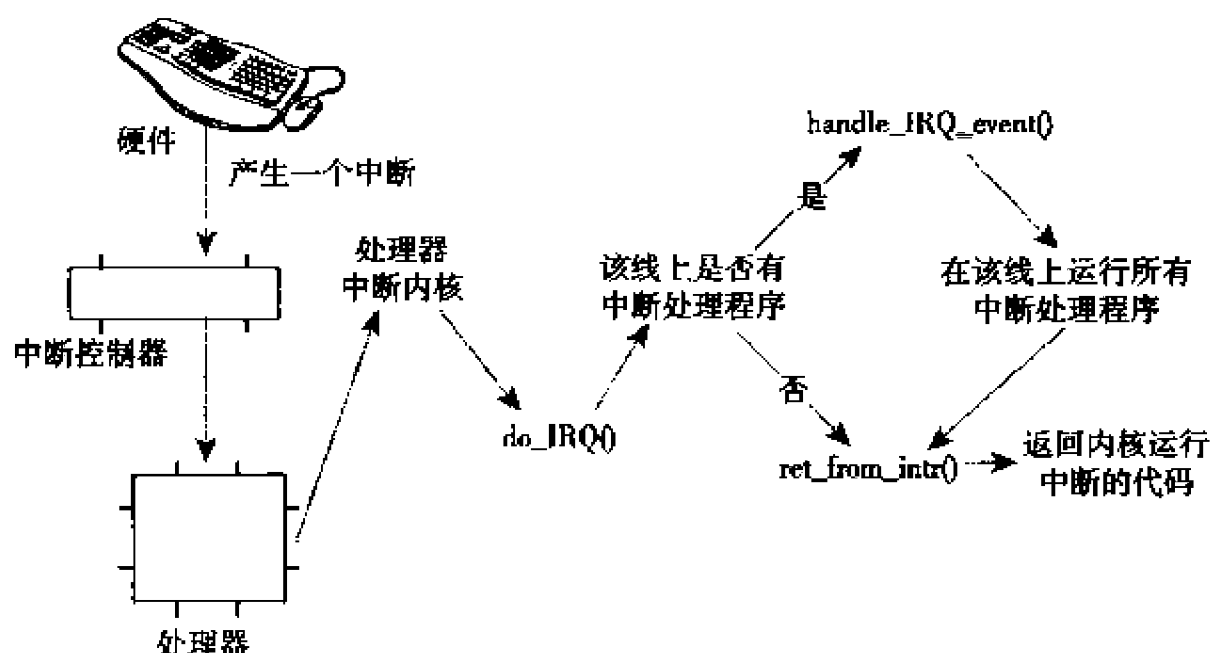 硬件
产生一个中断
中断控制器
处理器
处理器
中断内核
do_IRQ()
该线上是否有
中断处理程序
是
否
handle_IRQ_event()
在该线上运行所有
中断处理程序
ret_from_intr()
返回内核运行
中断的代码